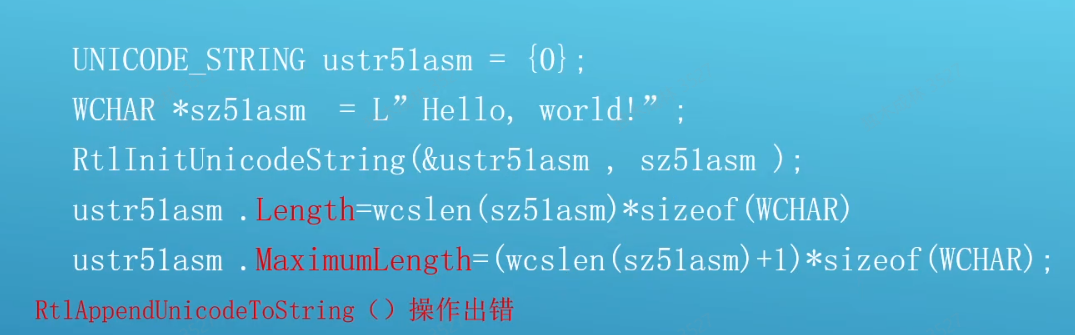 UNICODE_STRING ustr51asm = {0};
WCHAR *sz51asm  = L”Hello, world!”;
RtlInitUnicodeString(&ustr51asm , sz51asm );
ustr51asm .Length=wcslen(sz51asm)*sizeof(WCHAR)
ustr51asm .MaximumLength=(wcslen(sz51asm)+1)*sizeof(WCHAR);
RtlAppendUnicodeToString（）操作出错